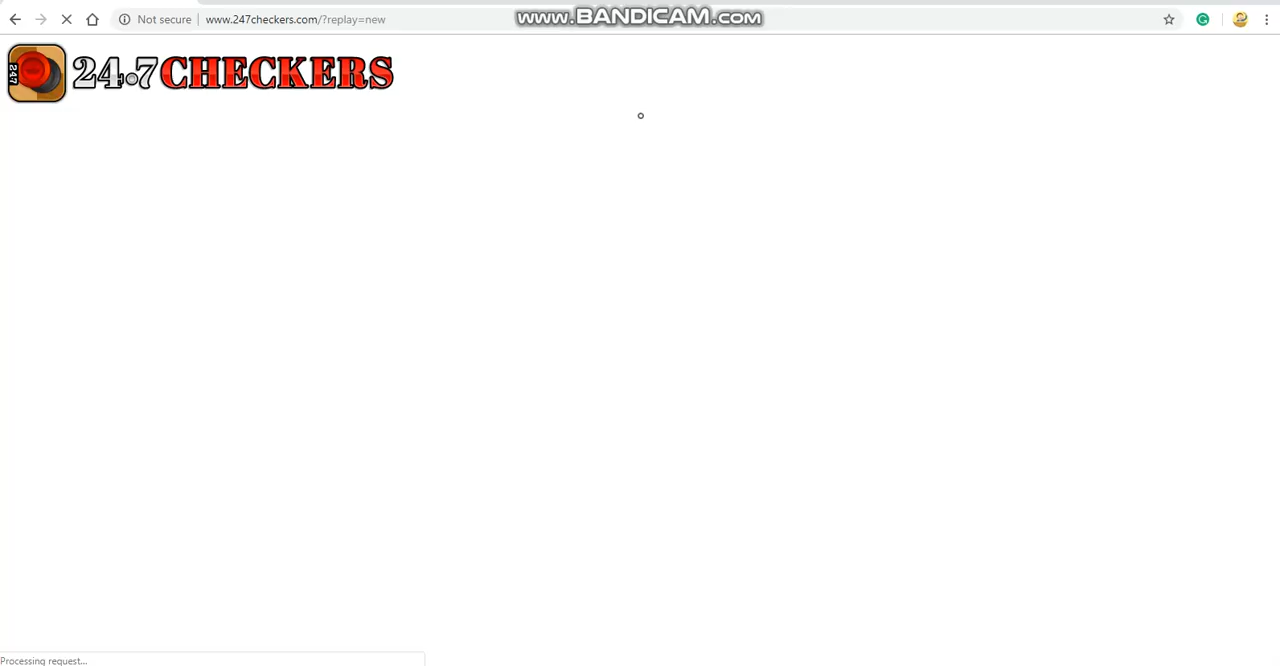 Not secure | www.247checkers.com/?replay=new
www.BANDICAM.com
247
24.7CHECKERS
Processing request...